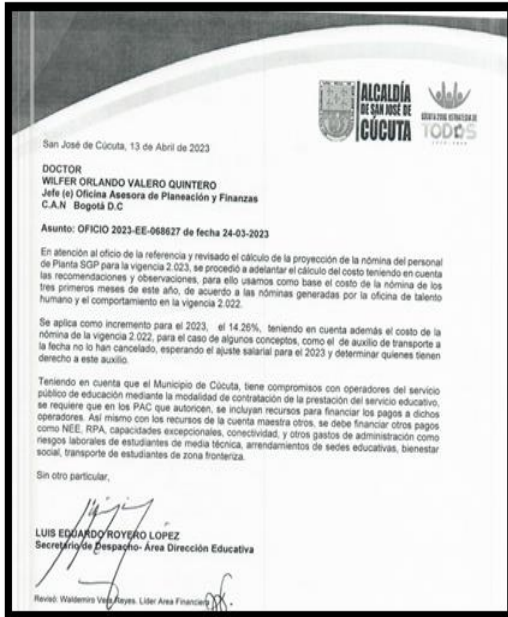 ALCALDÍA
DE SAN JOSÉ DE
CÚCUTA
CÚCUTA 2050, ESTRATEGIA DE
TODOS
San José de Cúcuta, 13 de Abril de 2023
DOCTOR
WILFER ORLANDO VALERO QUINTERO
Jefe (e) Oficina Asesora de Planeación y Finanzas
C.A.N Bogotá D.C
Asunto: OFICIO 2023-EE-068627 de fecha 24-03-2023
En atención al oficio de la referencia y revisado el cálculo de la proyección de la nómina del personal
de Planta SGP para la vigencia 2.023, se procedió a adelantar el cálculo del costo teniendo en cuenta
las recomendaciones y observaciones, para ello usamos como base el costo de la nómina de los
tres primeros meses de este año, de acuerdo a las nóminas generadas por la oficina de talento
humano y el comportamiento en la vigencia 2.022.
Se aplica como incremento para el 2023, el 14.26%, teniendo en cuenta además el costo de la
nómina de la vigencia 2.022, para el caso de algunos conceptos, como el de auxilio de transporte a
la fecha no lo han cancelado, esperando el ajuste salarial para el 2023 y determinar quienes tienen
derecho a este auxilio.
Teniendo en cuenta que el Municipio de Cúcuta, tiene compromisos con operadores del servicio
público de educación mediante la modalidad de contratación de la prestación del servicio educativo,
se requiere que en los PAC que autoricen, se incluyan recursos para financiar los pagos a dichos
operadores. Así mismo con los recursos de la cuenta maestra otros, se debe financiar otros pagos
como NEE, RPA, capacidades excepcionales, conectividad, y otros gastos de administración como
riesgos laborales de estudiantes de media técnica, arrendamientos de sedes educativas, bienestar
social, transporte de estudiantes de zona fronteriza.
Sin otro particular,
LUIS EDUARDO ROYERO LOPEZ
Secretario de Despacho- Área Dirección Educativa
Revisó: Waldemiro Vera Reyes. Líder Area Financiera